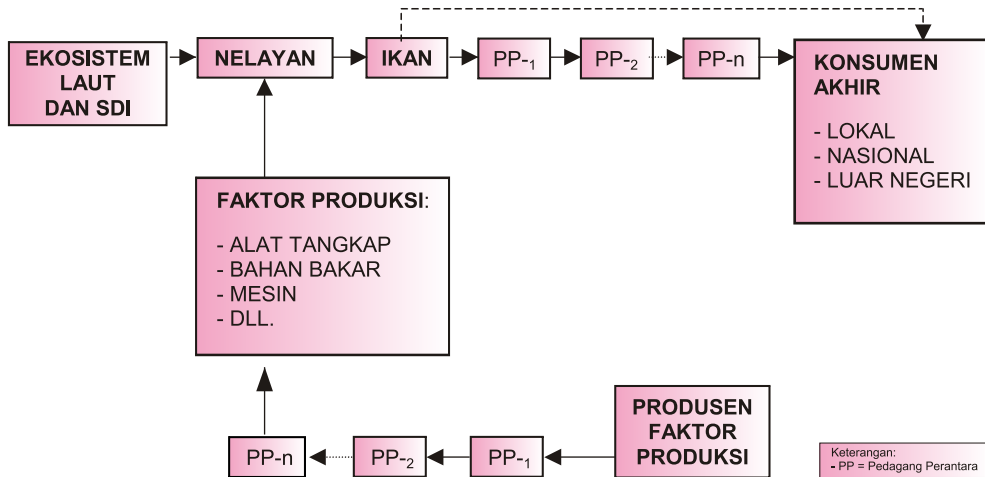 EKOSISTEM
LAUT
DAN SDI
NELAYAN
IKAN
PP-₁
PP-₂
PP-n
KONSUMEN
AKHIR
- LOKAL
- NASIONAL
- LUAR NEGERI
FAKTOR PRODUKSI:
- ALAT TANGKAP
- BAHAN BAKAR
- MESIN
- DLL.
PP-n
PP-₂
PP-₁
PRODUSEN
FAKTOR
PRODUKSI
Keterangan:
- PP = Pedagang Perantara